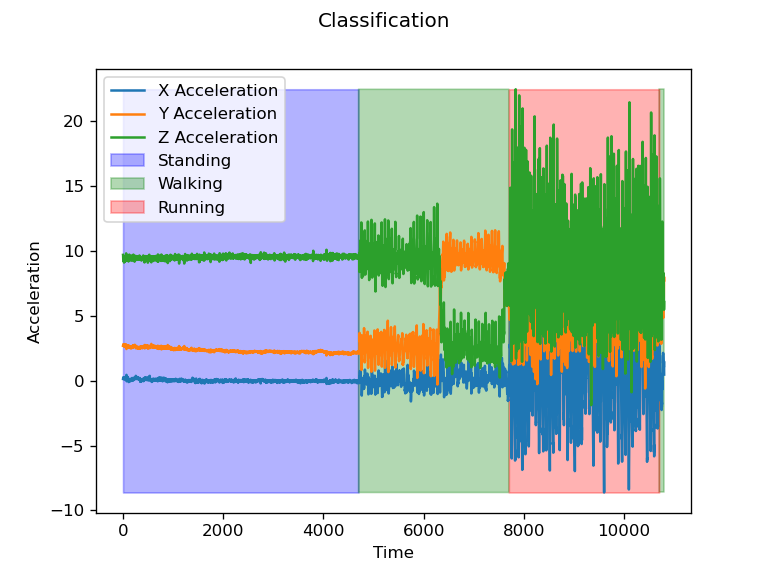 Classification
X Acceleration
Y Acceleration
Z Acceleration
Standing
Walking
Running
20
15
10
5
0
−5
−10
Acceleration
0 2000 4000 6000 8000 10000
Time